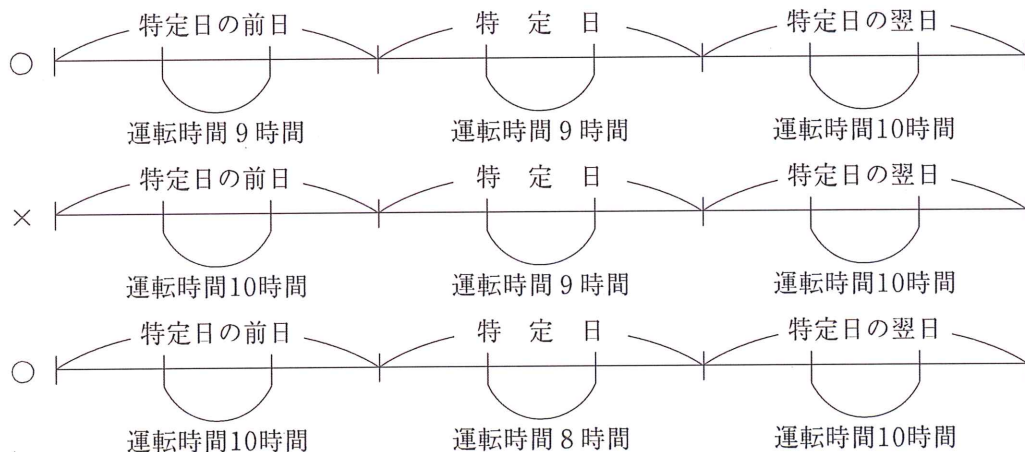 特定日の前日 特定日 特定日の翌日
○
運転時間9時間 運転時間9時間 運転時間10時間
特定日の前日 特定日 特定日の翌日
×
運転時間10時間 運転時間9時間 運転時間10時間
特定日の前日 特定日 特定日の翌日
○
運転時間10時間 運転時間8時間 運転時間10時間